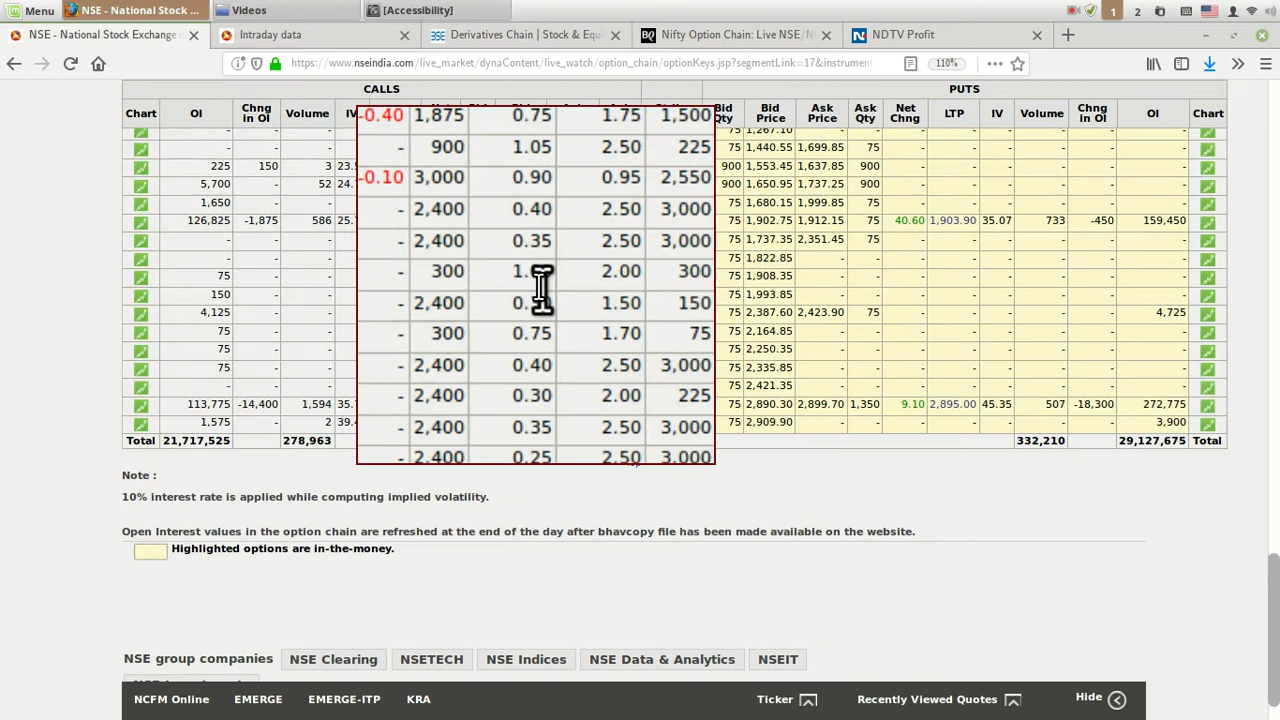 Menu NSE - National Stock ... Videos [Accessibility] 1 2
NSE - National Stock Exchange Intraday data Derivatives Chain | Stock & Equ Nifty Option Chain: Live NSE/N NDTV Profit
https://www.nseindia.com/live_market/dynaContent/live_watch/option_chain/optionKeys.jsp?segmentLink=17&instrument 110%
CALLS PUTS
Chart OI Chng in OI Volume IV Bid Qty Bid Price Ask Price Ask Qty Net Chng LTP IV Volume Chng in OI OI Chart
- - - 75 1,267.10 - - - - - - - -
- - - 75 1,440.55 1,699.85 75 - - - - - -
225 150 3 23. 900 1,553.45 1,637.85 900 - - - - - -
5,700 - 52 24. 900 1,650.95 1,737.25 900 - - - - - -
1,650 - - 75 1,680.15 1,999.85 75 - - - - - -
126,825 -1,875 586 25. 75 1,902.75 1,912.15 75 40.60 1,903.90 35.07 733 -450 159,450
- - - 75 1,737.35 2,351.45 75 - - - - - -
- - - 75 1,822.85 - - - - - - - -
75 - - 75 1,908.35 - - - - - - - -
150 - - 75 1,993.85 - - - - - - - -
4,125 - - 75 2,387.60 2,423.90 75 - - - - - 4,725
75 - - 75 2,164.85 - - - - - - - -
75 - - 75 2,250.35 - - - - - - - -
75 - - 75 2,335.85 - - - - - - - -
- - - 75 2,421.35 - - - - - - - -
113,775 -14,400 1,594 35. 75 2,890.30 2,899.70 1,350 9.10 2,895.00 45.35 507 -18,300 272,775
1,575 - 2 39. 75 2,909.90 - - - - - - - 3,900
Total 21,717,525 278,963 332,210 29,127,675 Total
-0.40 1,875 0.75 1.75 1,500
- 900 1.05 2.50 225
-0.10 3,000 0.90 0.95 2,550
- 2,400 0.40 2.50 3,000
- 2,400 0.35 2.50 3,000
- 300 2.00 300
- 2,400 1.50 150
- 300 0.75 1.70 75
- 2,400 0.40 2.50 3,000
- 2,400 0.30 2.00 225
- 2,400 0.35 2.50 3,000
- 2,400 0.25 2.50 3,000
Note :
10% interest rate is applied while computing implied volatility.
Open Interest values in the option chain are refreshed at the end of the day after bhavcopy file has been made available on the website.
Highlighted options are in-the-money.
NSE group companies NSE Clearing NSETECH NSE Indices NSE Data & Analytics NSEIT
NCFM Online EMERGE EMERGE-ITP KRA Ticker Recently Viewed Quotes Hide